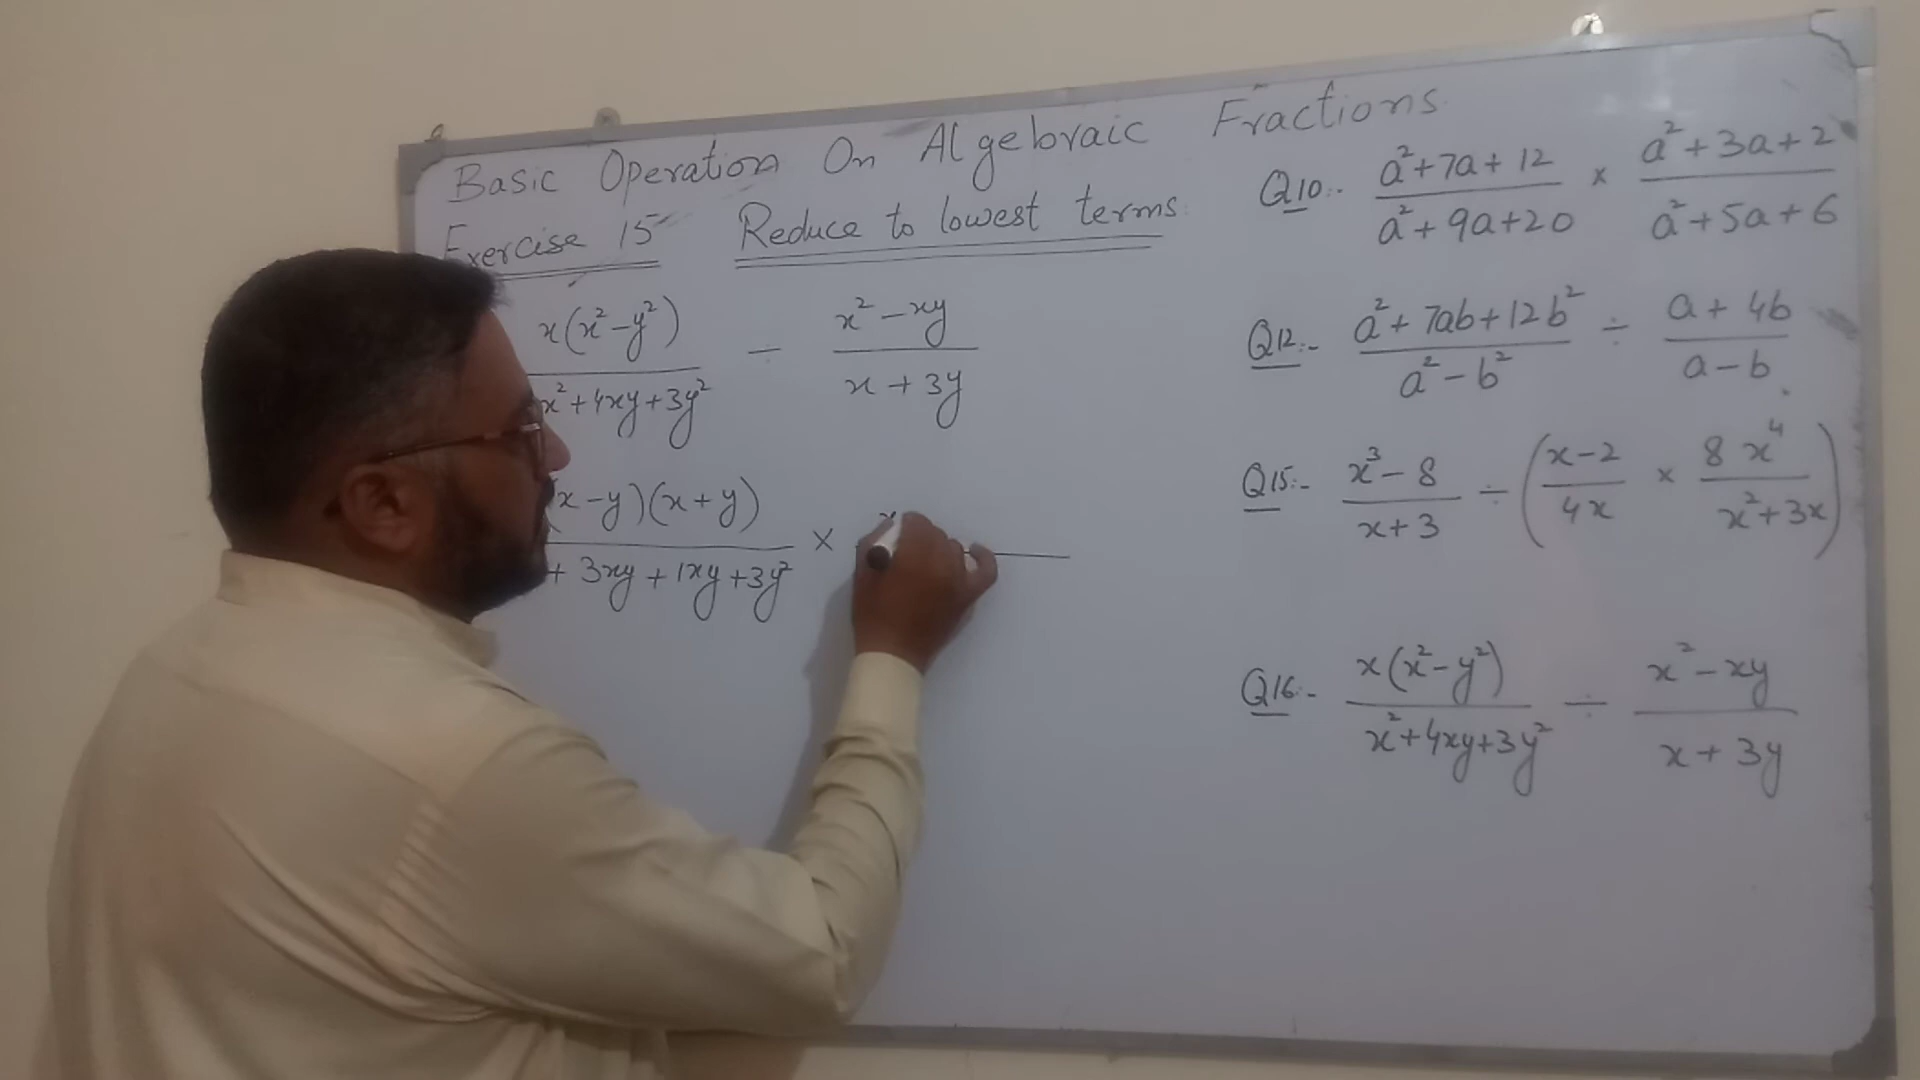 Basic Operation On Algebraic Fractions
Exercise 15 Reduce to lowest terms
x(x²-y²) / x²+4xy+3y² ÷ x²-xy / x+3y
(x-y)(x+y) / + 3xy+1xy+3y² × x
Q10:- a²+7a+12 / a²+9a+20 × a²+3a+2 / a²+5a+6
Q12:- a²+7ab+12b² / a²-b² ÷ a+4b / a-b
Q15:- x³-8 / x+3 ÷ (x-2 / 4x × 8x⁴ / x²+3x)
Q16:- x(x²-y²) / x²+4xy+3y² ÷ x²-xy / x+3y